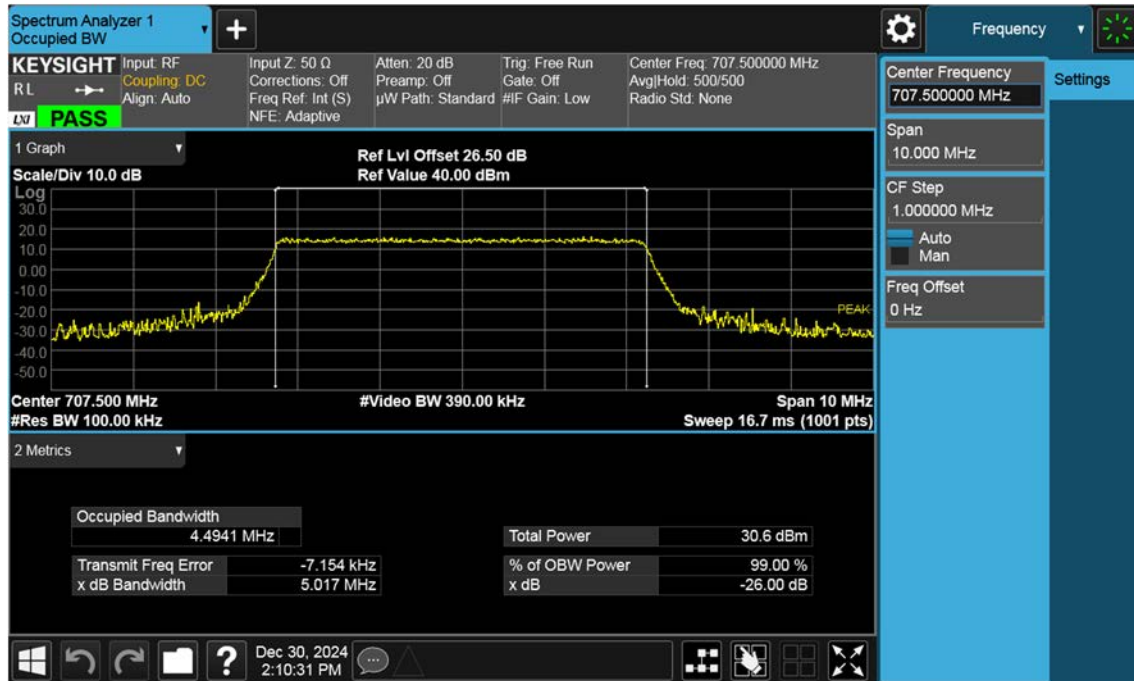 Spectrum Analyzer 1
Occupied BW
+
Frequency
KEYSIGHT
R L
LXI
PASS
Input: RF
Coupling: DC
Align: Auto
Input Z: 50 Ω
Corrections: Off
Freq Ref: Int (S)
NFE: Adaptive
Atten: 20 dB
Preamp: Off
µW Path: Standard
Trig: Free Run
Gate: Off
#IF Gain: Low
Center Freq: 707.500000 MHz
Avg|Hold: 500/500
Radio Std: None
Center Frequency
707.500000 MHz
Settings
Span
10.000 MHz
CF Step
1.000000 MHz
Auto
Man
Freq Offset
0 Hz
1 Graph
Scale/Div 10.0 dB
Ref Lvl Offset 26.50 dB
Ref Value 40.00 dBm
Log
30.0
20.0
10.0
0.00
-10.0
-20.0
-30.0
-40.0
-50.0
PEAK
Center 707.500 MHz
#Video BW 390.00 kHz
Span 10 MHz
#Res BW 100.00 kHz
Sweep 16.7 ms (1001 pts)
2 Metrics
Occupied Bandwidth
4.4941 MHz
Total Power 30.6 dBm
Transmit Freq Error -7.154 kHz
% of OBW Power 99.00 %
x dB Bandwidth 5.017 MHz
x dB -26.00 dB
?
Dec 30, 2024
2:10:31 PM